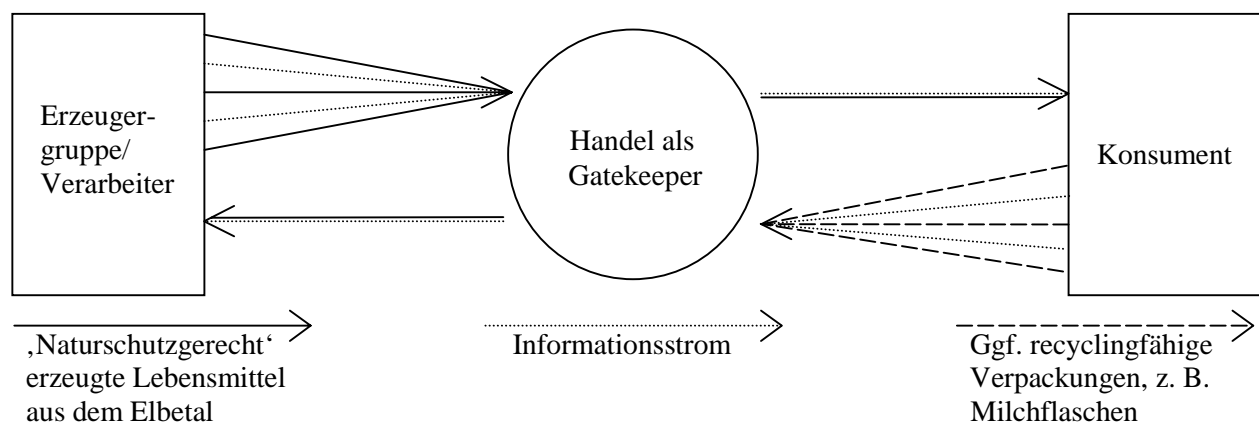 Erzeuger-
gruppe/
Verarbeiter
Handel als
Gatekeeper
Konsument
‚Naturschutzgerecht‘
erzeugte Lebensmittel
aus dem Elbetal
Informationsstrom
Ggf. recyclingfähige
Verpackungen, z. B.
Milchflaschen